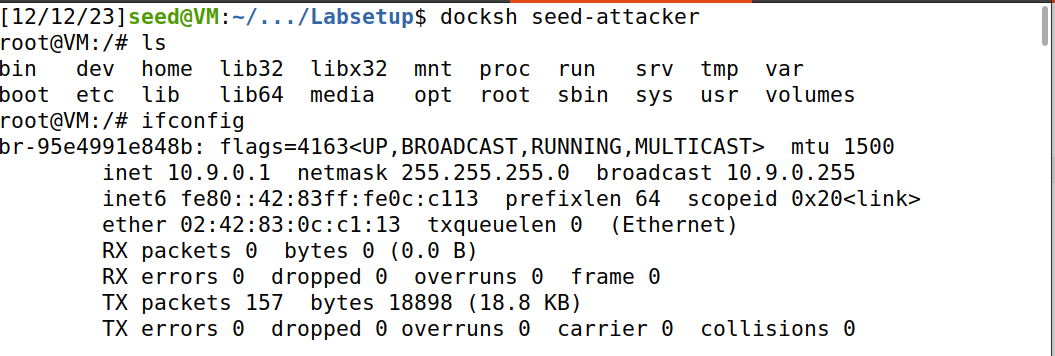 [12/12/23]seed@VM:~/.../Labsetup$ docksh seed-attacker
root@VM:/# ls
bin   dev  home  lib32  libx32  mnt  proc  run   srv  tmp  var
boot  etc  lib   lib64  media   opt  root  sbin  sys  usr  volumes
root@VM:/# ifconfig
br-95e4991e848b: flags=4163<UP,BROADCAST,RUNNING,MULTICAST>  mtu 1500
        inet 10.9.0.1  netmask 255.255.255.0  broadcast 10.9.0.255
        inet6 fe80::42:83ff:fe0c:c113  prefixlen 64  scopeid 0x20<link>
        ether 02:42:83:0c:c1:13  txqueuelen 0  (Ethernet)
        RX packets 0  bytes 0 (0.0 B)
        RX errors 0  dropped 0  overruns 0  frame 0
        TX packets 157  bytes 18898 (18.8 KB)
        TX errors 0  dropped 0 overruns 0  carrier 0  collisions 0